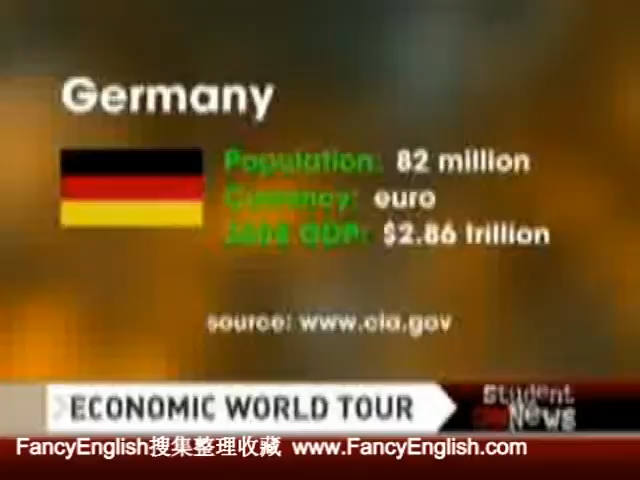 Germany
Population: 82 million
Currency: euro
2008 GDP: $2.86 trillion
source: www.cia.gov
ECONOMIC WORLD TOUR
Student
CNN News
FancyEnglish搜集整理收藏 www.FancyEnglish.com